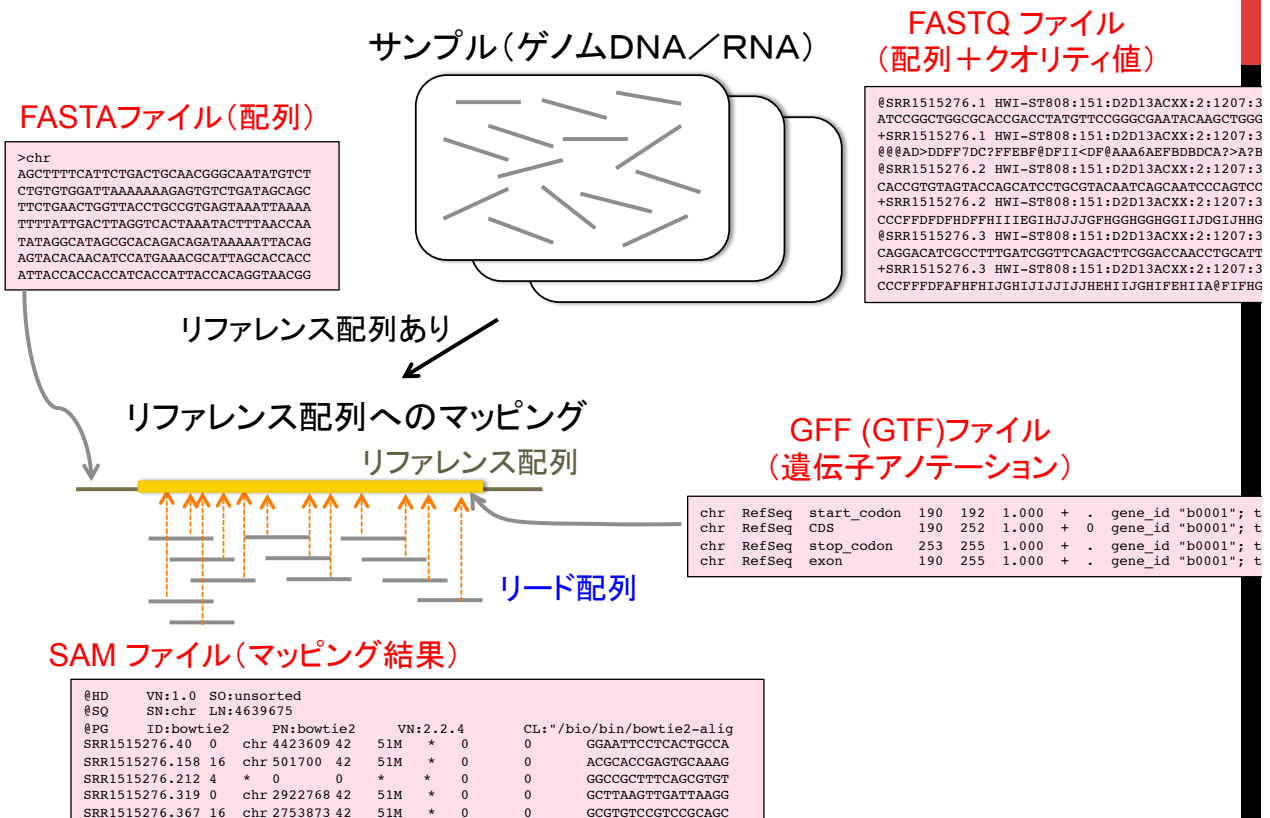 サンプル(ゲノムDNA／RNA)
FASTQ ファイル
(配列＋クオリティ値)
@SRR1515276.1 HWI-ST808:151:D2D13ACXX:2:1207:3
ATCCGGCTGGCGCACCGACCTATGTTCCGGGCGAATACAAGCTGGG
+SRR1515276.1 HWI-ST808:151:D2D13ACXX:2:1207:3
@@@AD>DDFF7DC?FFEBF@DFII<DF@AAA6AEFBDBDCA?>A?B
@SRR1515276.2 HWI-ST808:151:D2D13ACXX:2:1207:3
CACCGTGTAGTACCAGCATCCTGCGTACAATCAGCAATCCCAGTCC
+SRR1515276.2 HWI-ST808:151:D2D13ACXX:2:1207:3
CCCFFDFDFHDFFHIIIEGIHJJJJGFHGGHGGHGGIIJDGIJHHG
@SRR1515276.3 HWI-ST808:151:D2D13ACXX:2:1207:3
CAGGACATCGCCTTTGATCGGTTCAGACTTCGGACCAACCTGCATT
+SRR1515276.3 HWI-ST808:151:D2D13ACXX:2:1207:3
CCCFFFDFAFHFHIJGHIJIJJIJJHEHIIJGHIFEHIIA@FIFHG
FASTAファイル(配列)
>chr
AGCTTTTCATTCTGACTGCAACGGGCAATATGTCT
CTGTGTGGATTAAAAAAAGAGTGTCTGATAGCAGC
TTCTGAACTGGTTACCTGCCGTGAGTAAATTAAAA
TTTTATTGACTTAGGTCACTAAATACTTTAACCAA
TATAGGCATAGCGCACAGACAGATAAAAATTACAG
AGTACACAACATCCATGAAACGCATTAGCACCACC
ATTACCACCACCATCACCATTACCACAGGTAACGG
リファレンス配列あり
リファレンス配列へのマッピング
リファレンス配列
GFF (GTF)ファイル
(遺伝子アノテーション)
chr RefSeq start_codon 190 192 1.000 + . gene_id "b0001"; t
chr RefSeq CDS 190 252 1.000 + 0 gene_id "b0001"; t
chr RefSeq stop_codon 253 255 1.000 + . gene_id "b0001"; t
chr RefSeq exon 190 255 1.000 + . gene_id "b0001"; t
リード配列
SAM ファイル(マッピング結果)
@HD VN:1.0 SO:unsorted
@SQ SN:chr LN:4639675
@PG ID:bowtie2 PN:bowtie2 VN:2.2.4 CL:"/bio/bin/bowtie2-alig
SRR1515276.40 0 chr 4423609 42 51M * 0 0 GGAATTCCTCACTGCCA
SRR1515276.158 16 chr 501700 42 51M * 0 0 ACGCACCGAGTGCAAAG
SRR1515276.212 4 * 0 0 * * 0 0 GGCCGCTTTCAGCGTGT
SRR1515276.319 0 chr 2922768 42 51M * 0 0 GCTTAAGTTGATTAAGG
SRR1515276.367 16 chr 2753873 42 51M * 0 0 GCGTGTCCGTCCGCAGC